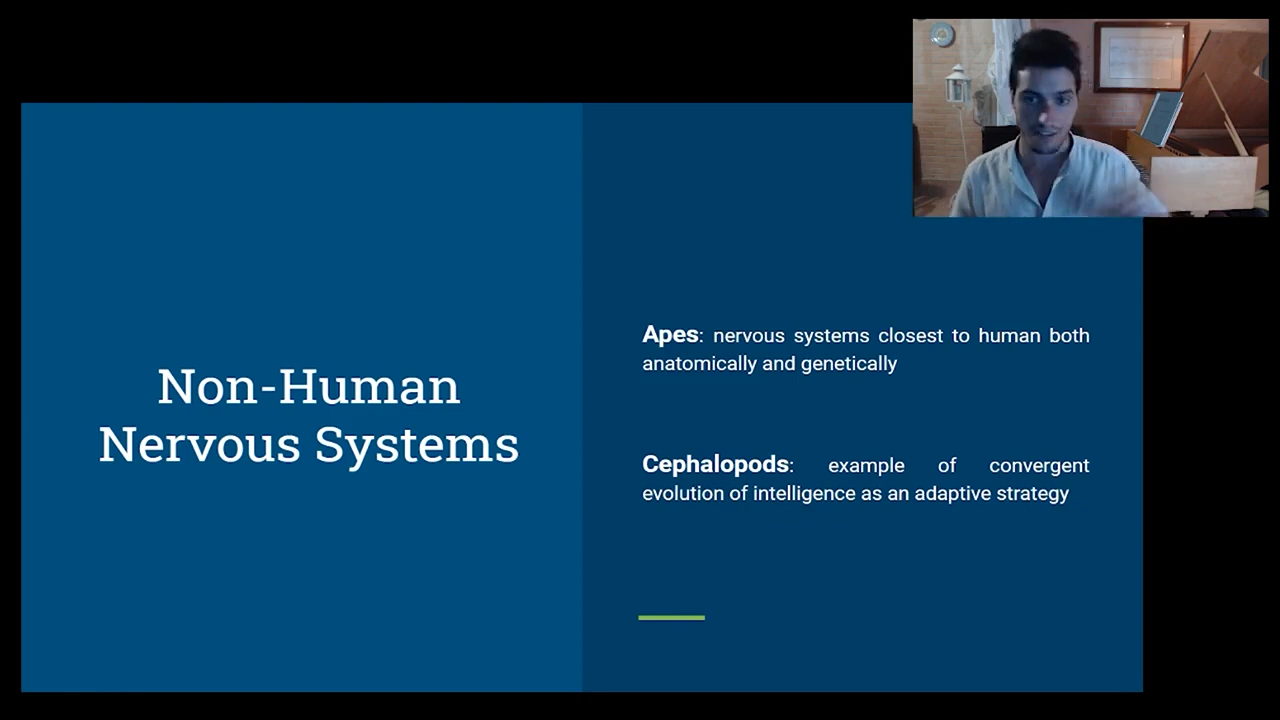 Non-Human
Nervous Systems
Apes: nervous systems closest to human both
anatomically and genetically
Cephalopods: example of convergent
evolution of intelligence as an adaptive strategy